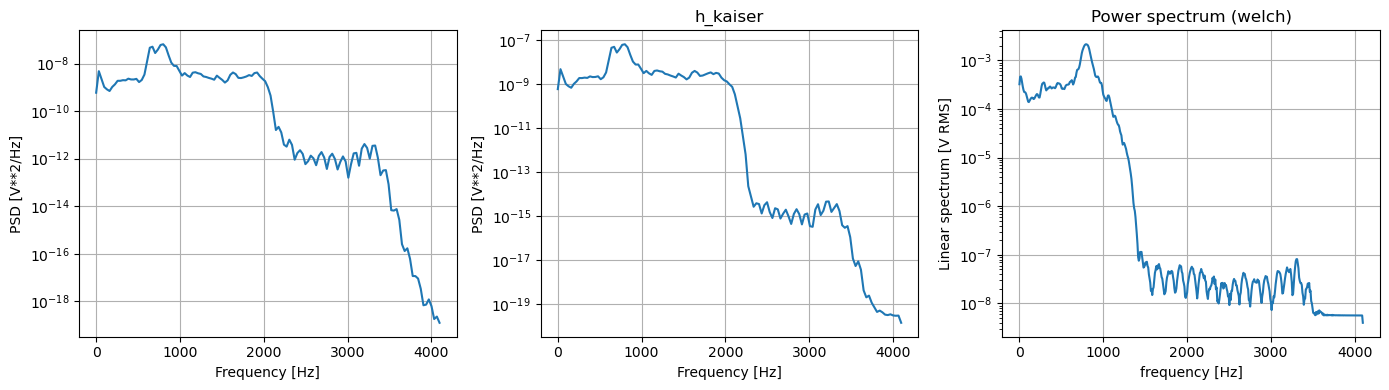 PSD [V**2/Hz]
10^-8
10^-10
10^-12
10^-14
10^-16
10^-18
0 1000 2000 3000 4000
Frequency [Hz]
h_kaiser
PSD [V**2/Hz]
10^-7
10^-9
10^-11
10^-13
10^-15
10^-17
10^-19
0 1000 2000 3000 4000
Frequency [Hz]
Power spectrum (welch)
Linear spectrum [V RMS]
10^-3
10^-4
10^-5
10^-6
10^-7
10^-8
0 1000 2000 3000 4000
frequency [Hz]